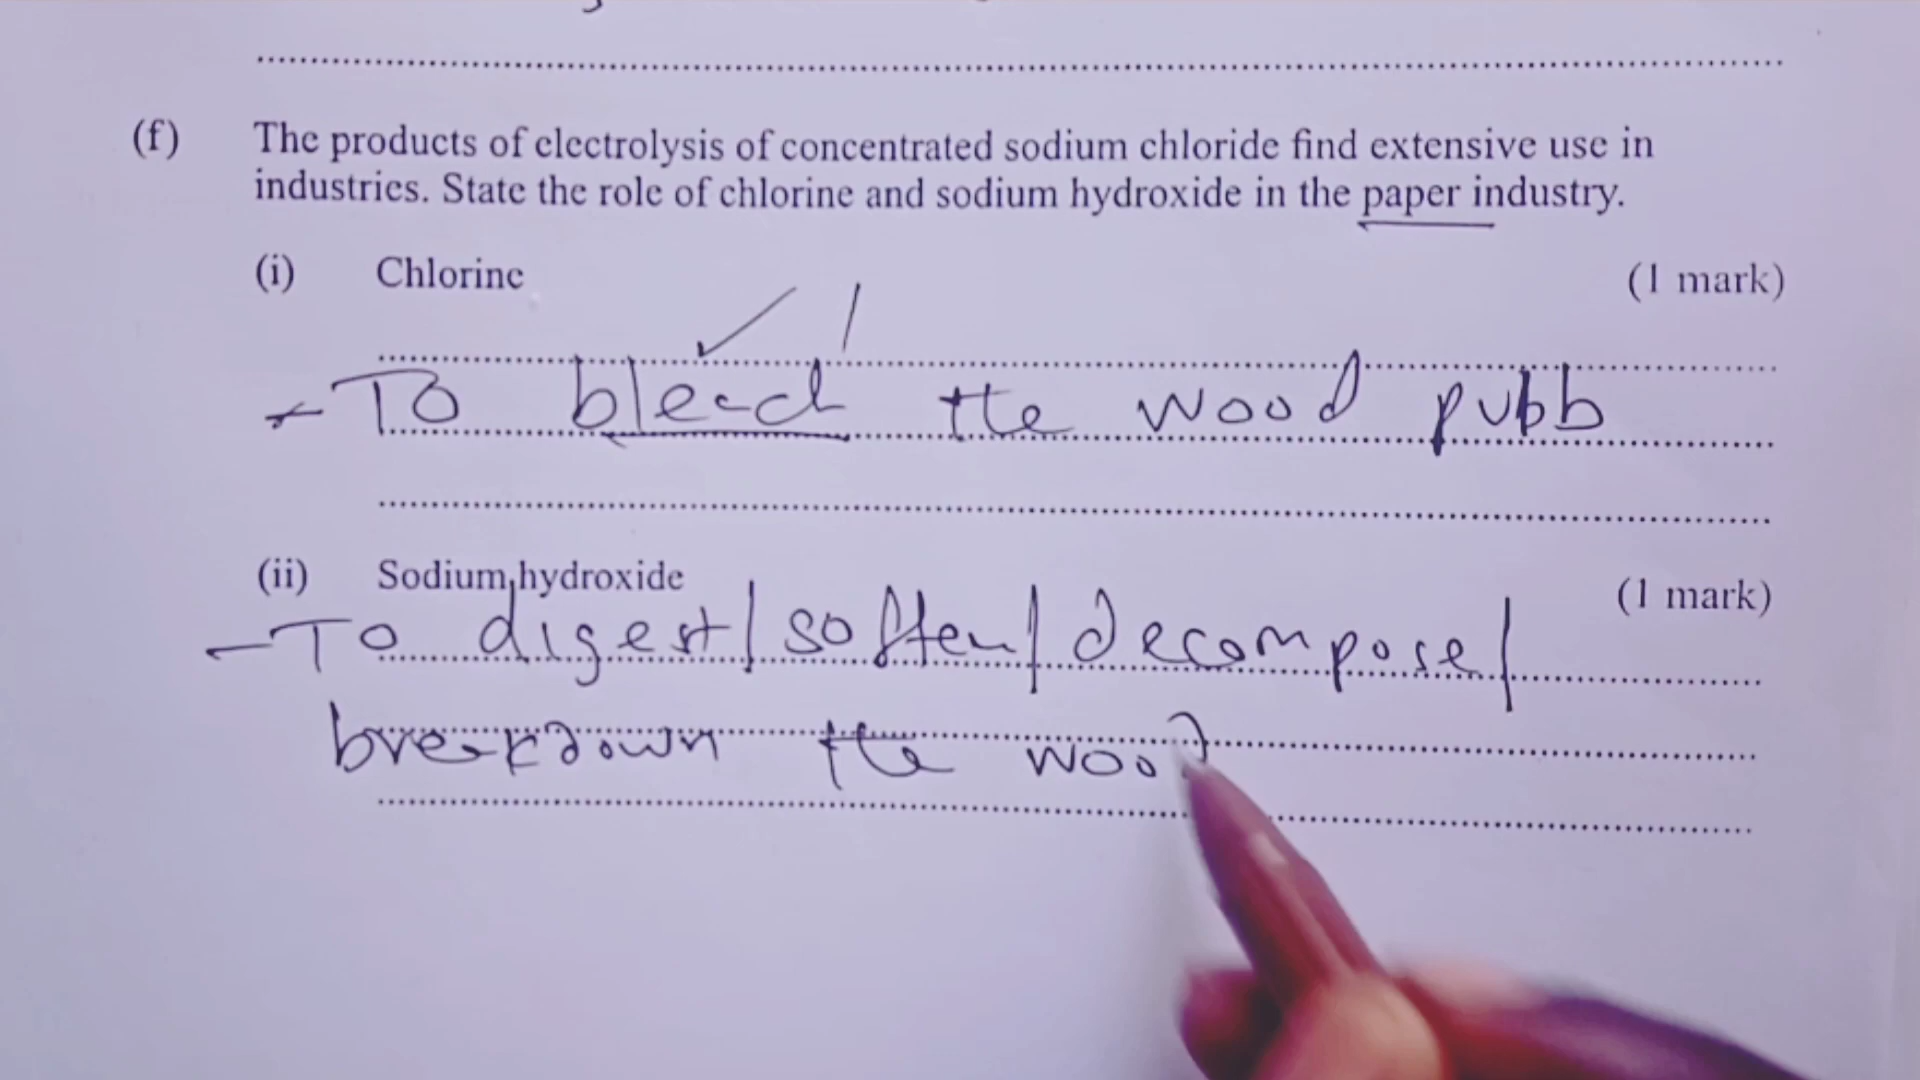 (f) The products of electrolysis of concentrated sodium chloride find extensive use in
industries. State the role of chlorine and sodium hydroxide in the paper industry.
(i) Chlorine (1 mark)
- To bleach the wood pubb
(ii) Sodium hydroxide (1 mark)
- To digest/soften/decompose/
breakdown the wood